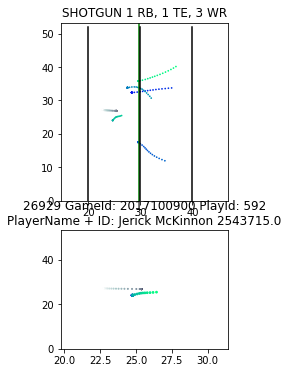 SHOTGUN 1 RB, 1 TE, 3 WR
50
40
30
20
10
0
20 30 40
26929 GameId: 2017100900 PlayId: 592
PlayerName + ID: Jerick McKinnon 2543715.0
40
20
0
20.0 22.5 25.0 27.5 30.0